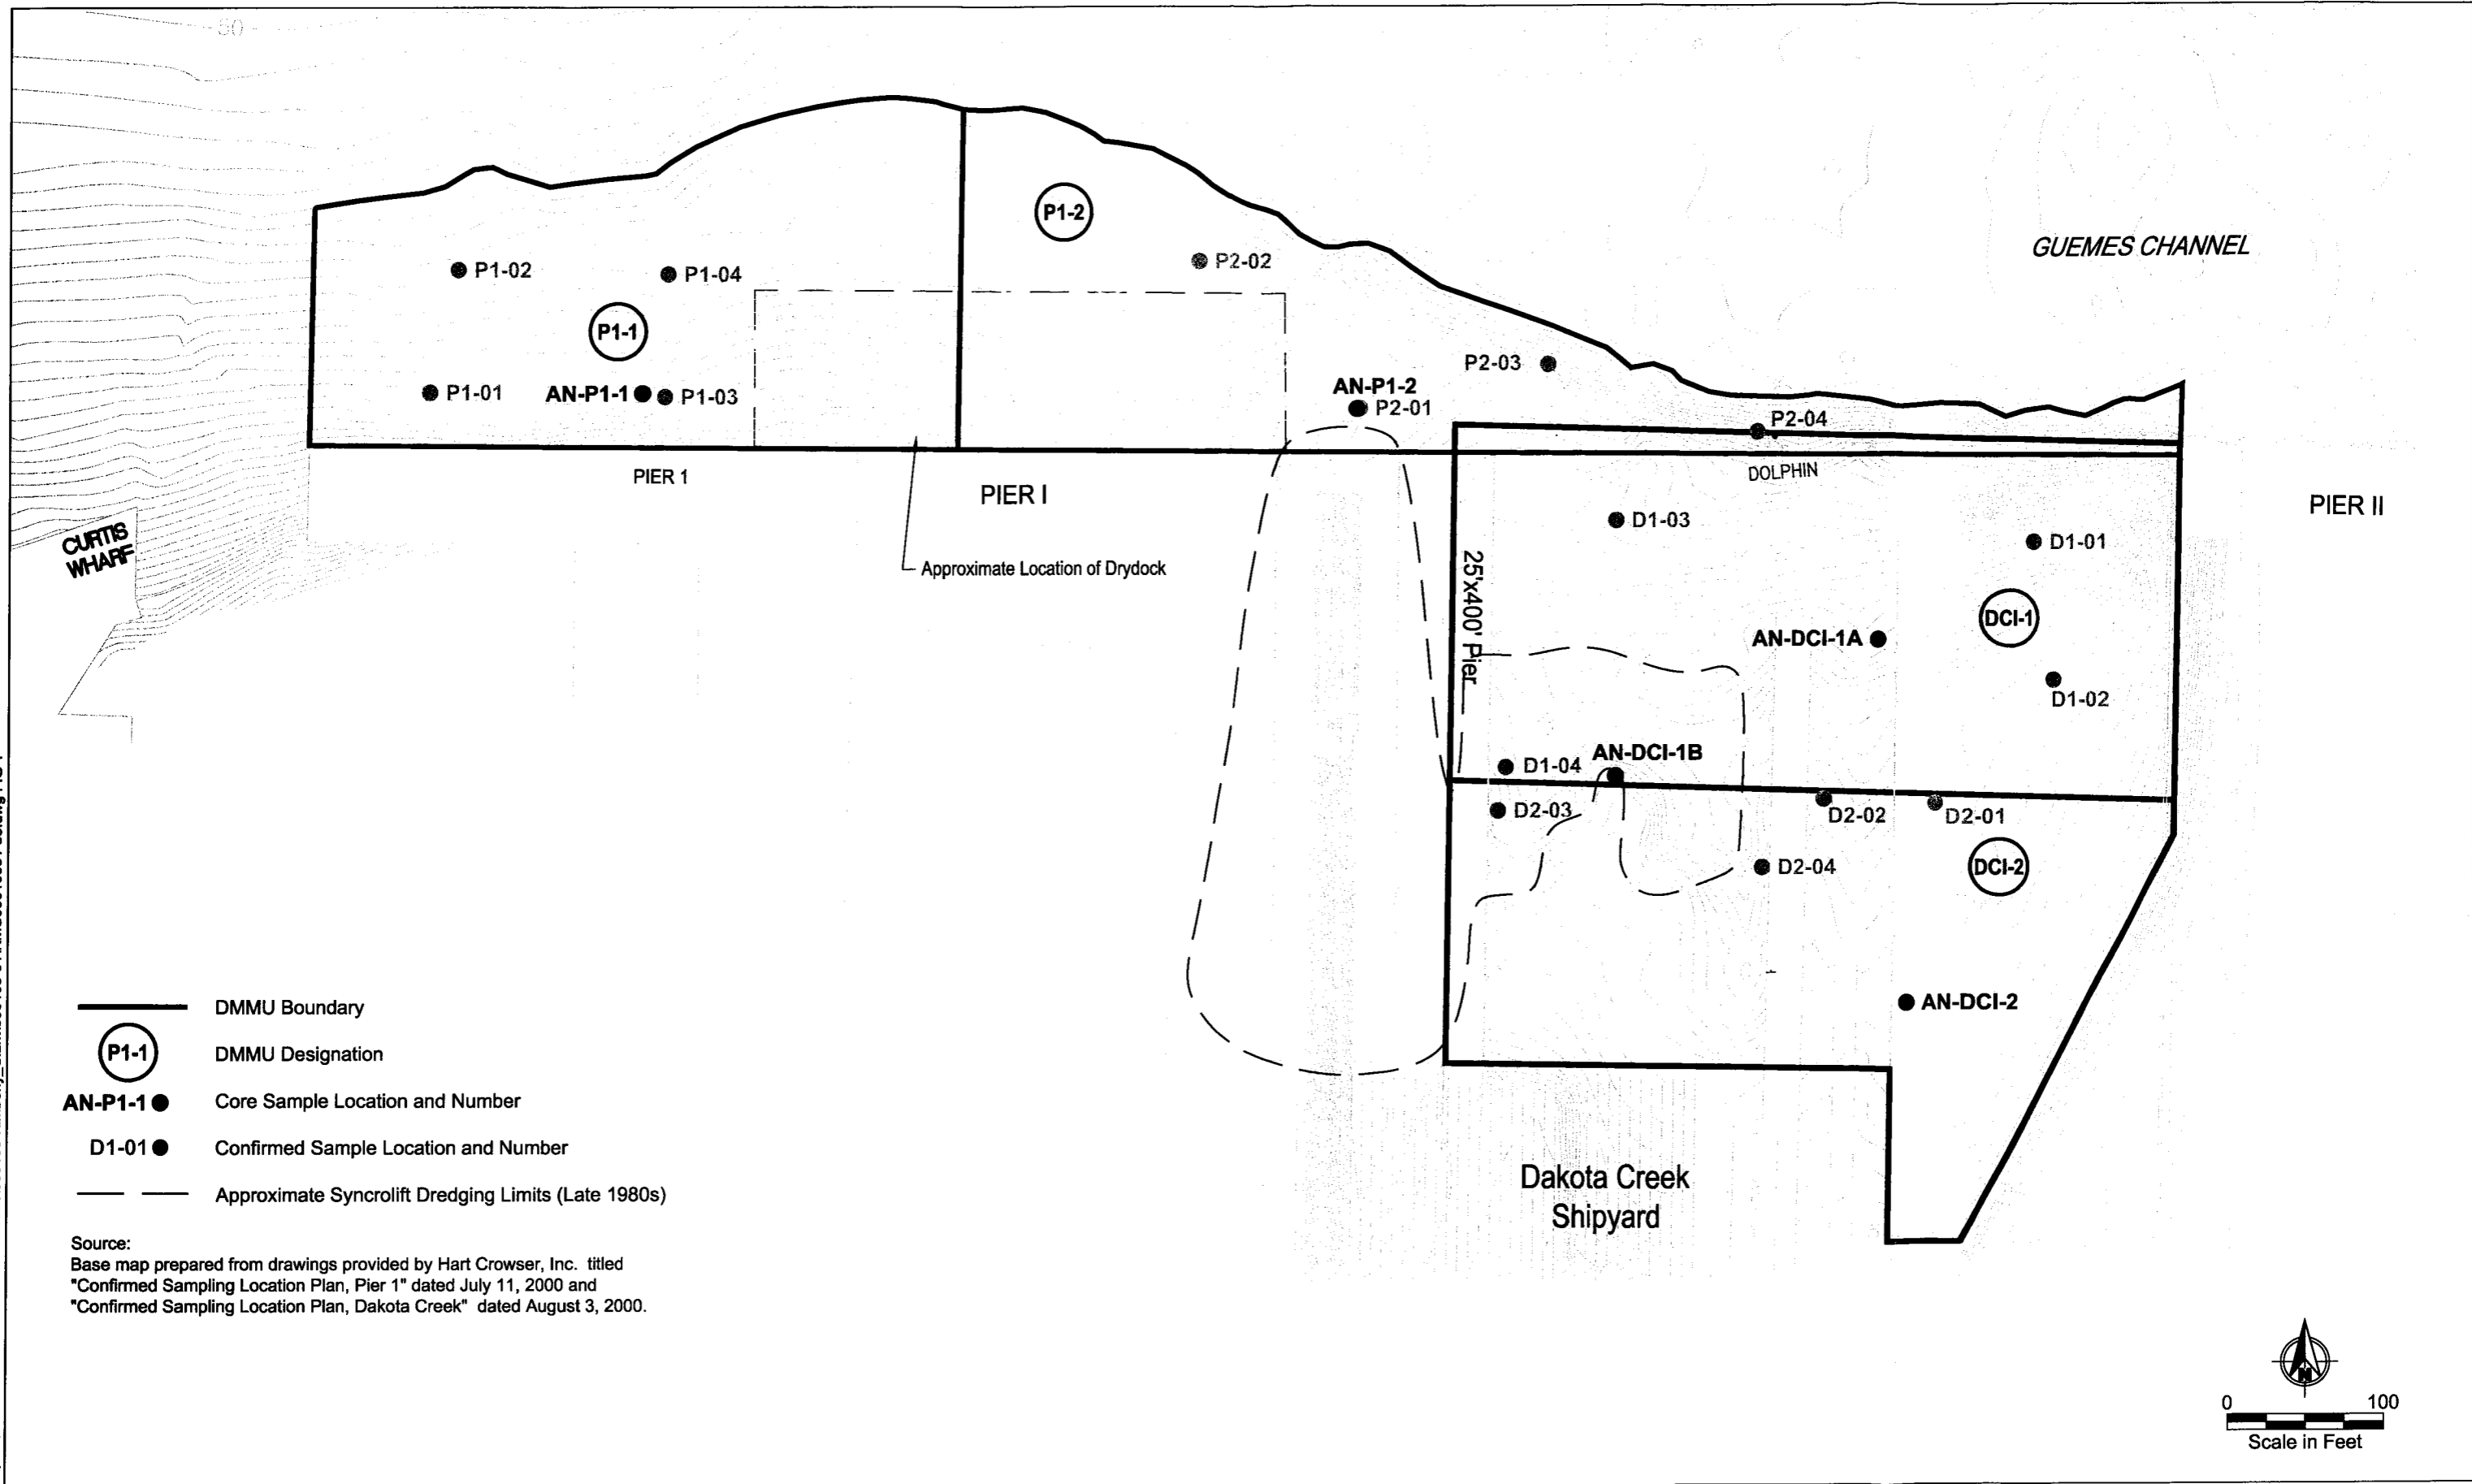 50
GUEMES CHANNEL
P1-2
P1-02
P1-04
P2-02
P1-1
P2-03
P1-01
AN-P1-1
P1-03
AN-P1-2
P2-01
P2-04
PIER 1
PIER I
DOLPHIN
PIER II
CURTIS
WHARF
Approximate Location of Drydock
25'x400' Pier
D1-03
D1-01
DCI-1
AN-DCI-1A
D1-02
AN-DCI-1B
D1-04
D2-03
D2-02
D2-01
D2-04
DCI-2
AN-DCI-2
Dakota Creek
Shipyard
DMMU Boundary
P1-1
DMMU Designation
AN-P1-1
Core Sample Location and Number
D1-01
Confirmed Sample Location and Number
Approximate Syncrolift Dredging Limits (Late 1980s)
Source:
Base map prepared from drawings provided by Hart Crowser, Inc. titled
"Confirmed Sampling Location Plan, Pier 1" dated July 11, 2000 and
"Confirmed Sampling Location Plan, Dakota Creek" dated August 3, 2000.
N
0 100
Scale in Feet